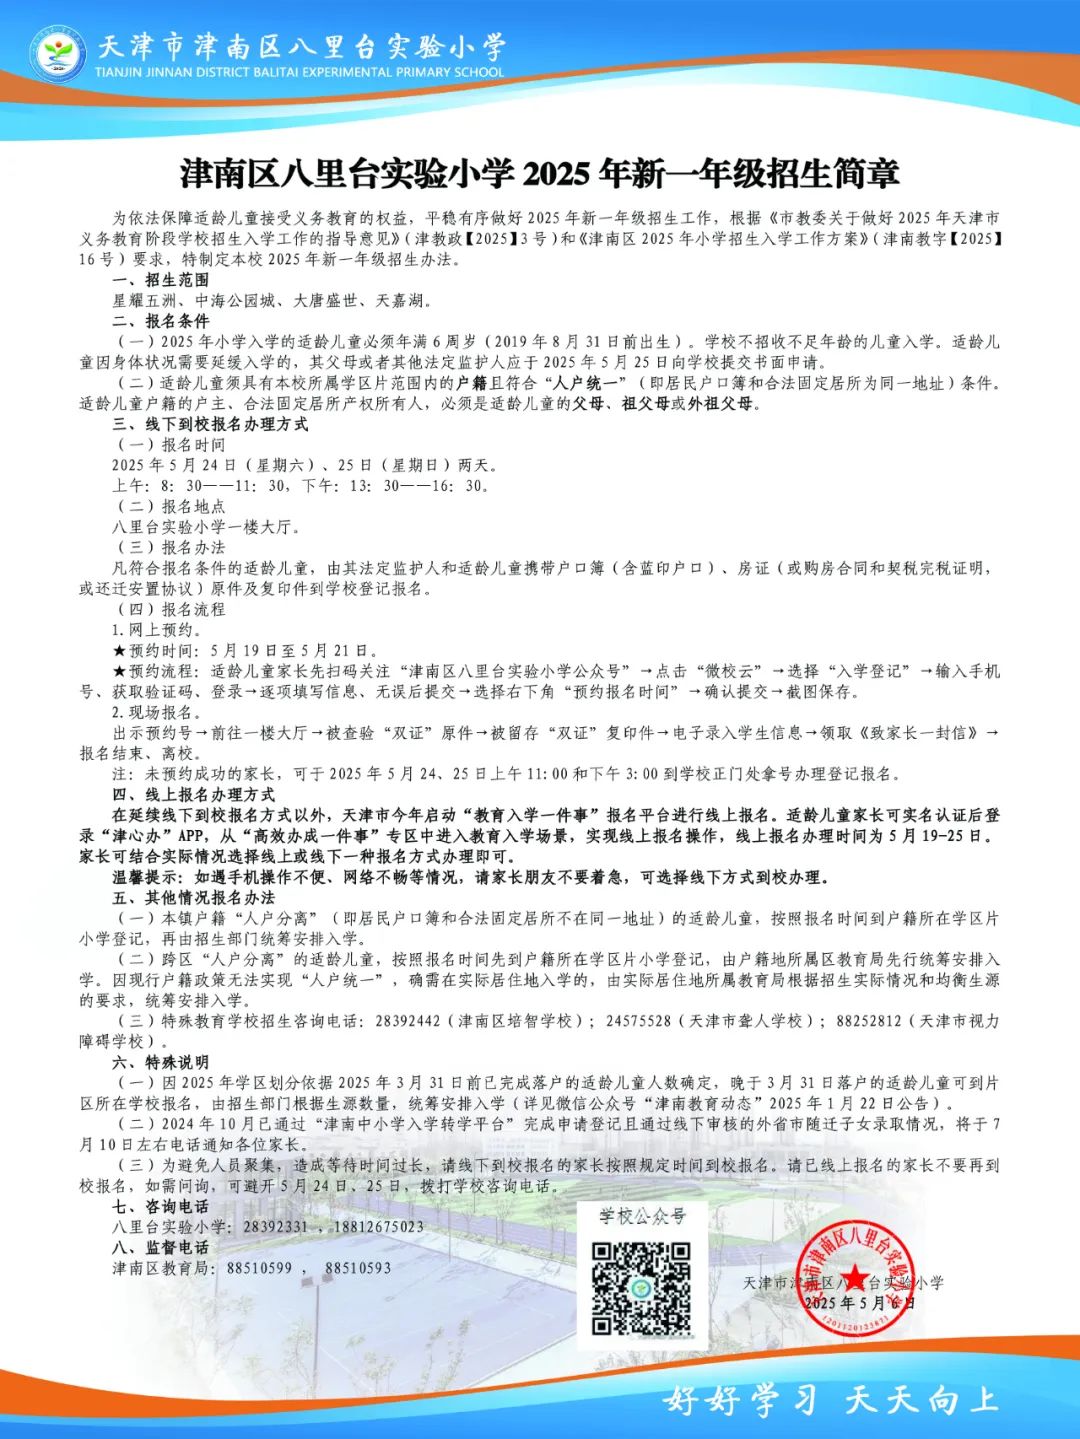 天津市津南区八里台实验小学
TIANJIN JINNAN DISTRICT BALITAI EXPERIMENTAL PRIMARY SCHOOL
津南区八里台实验小学 2025 年新一年级招生简章
为依法保障适龄儿童接受义务教育的权益，平稳有序做好 2025 年新一年级招生工作，根据《市教委关于做好 2025 年天津市
义务教育阶段学校招生入学工作的指导意见》（津教政【2025】3 号）和《津南区 2025 年小学招生入学工作方案》（津南教字【2025】
16 号）要求，特制定本校 2025 年新一年级招生办法。
一、招生范围
星耀五洲、中海公园城、大唐盛世、天嘉湖。
二、报名条件
（一）2025 年小学入学的适龄儿童必须年满 6 周岁（2019 年 8 月 31 日前出生）。学校不招收不足年龄的儿童入学。适龄儿
童因身体状况需要延缓入学的，其父母或者其他法定监护人应于 2025 年 5 月 25 日向学校提交书面申请。
（二）适龄儿童须具有本校所属学区片范围内的户籍且符合“人户统一”（即居民户口簿和合法固定居所为同一地址）条件。
适龄儿童户籍的户主、合法固定居所产权所有人，必须是适龄儿童的父母、祖父母或外祖父母。
三、线下到校报名办理方式
（一）报名时间
2025 年 5 月 24 日（星期六）、25 日（星期日）两天。
上午：8：30——11：30，下午：13：30——16：30。
（二）报名地点
八里台实验小学一楼大厅。
（三）报名办法
凡符合报名条件的适龄儿童，由其法定监护人和适龄儿童携带户口簿（含蓝印户口）、房证（或购房合同和契税完税证明，
或还迁安置协议）原件及复印件到学校登记报名。
（四）报名流程
1.网上预约。
★预约时间：5 月 19 日至 5 月 21 日。
★预约流程：适龄儿童家长先扫码关注“津南区八里台实验小学公众号”→点击“微校云”→选择“入学登记”→输入手机
号、获取验证码、登录→逐项填写信息、无误后提交→选择右下角“预约报名时间”→确认提交→截图保存。
2.现场报名。
出示预约号→前往一楼大厅→被查验“双证”原件→被留存“双证”复印件→电子录入学生信息→领取《致家长一封信》→
报名结束、离校。
注：未预约成功的家长，可于 2025 年 5 月 24、25 日上午 11:00 和下午 3:00 到学校正门处拿号办理登记报名。
四、线上报名办理方式
在延续线下到校报名方式以外，天津市今年启动“教育入学一件事”报名平台进行线上报名。适龄儿童家长可实名认证后登
录“津心办”APP，从“高效办成一件事”专区中进入教育入学场景，实现线上报名操作，线上报名办理时间为 5 月 19-25 日。
家长可结合实际情况选择线上或线下一种报名方式办理即可。
温馨提示：如遇手机操作不便、网络不畅等情况，请家长朋友不要着急，可选择线下方式到校办理。
五、其他情况报名办法
（一）本镇户籍“人户分离”（即居民户口簿和合法固定居所不在同一地址）的适龄儿童，按照报名时间到户籍所在学区片
小学登记，再由招生部门统筹安排入学。
（二）跨区“人户分离”的适龄儿童，按照报名时间先到户籍所在学区片小学登记，由户籍地所属区教育局先行统筹安排入
学。因现行户籍政策无法实现“人户统一”，确需在实际居住地入学的，由实际居住地所属教育局根据招生实际情况和均衡生源
的要求，统筹安排入学。
（三）特殊教育学校招生咨询电话：28392442（津南区培智学校）；24575528（天津市聋人学校）；88252812（天津市视力
障碍学校）。
六、特殊说明
（一）因 2025 年学区划分依据 2025 年 3 月 31 日前已完成落户的适龄儿童人数确定，晚于 3 月 31 日落户的适龄儿童可到片
区所在学校报名，由招生部门根据生源数量，统筹安排入学（详见微信公众号“津南教育动态”2025 年 1 月 22 日公告）。
（二）2024 年 10 月已通过“津南中小学入学转学平台”完成申请登记且通过线下审核的外省市随迁子女录取情况，将于 7
月 10 日左右电话通知各位家长。
（三）为避免人员聚集，造成等待时间过长，请线下到校报名的家长按照规定时间到校报名。请已线上报名的家长不要再到
校报名，如需问询，可避开 5 月 24 日、25 日，拨打学校咨询电话。
七、咨询电话
八里台实验小学：28392331 ，18812675023
八、监督电话
津南区教育局：88510599 ， 88510593
学校公众号
天津市津南区八里台实验小学
2025 年 5 月 6 日
天津市津南区八里台实验小学
好好学习 天天向上